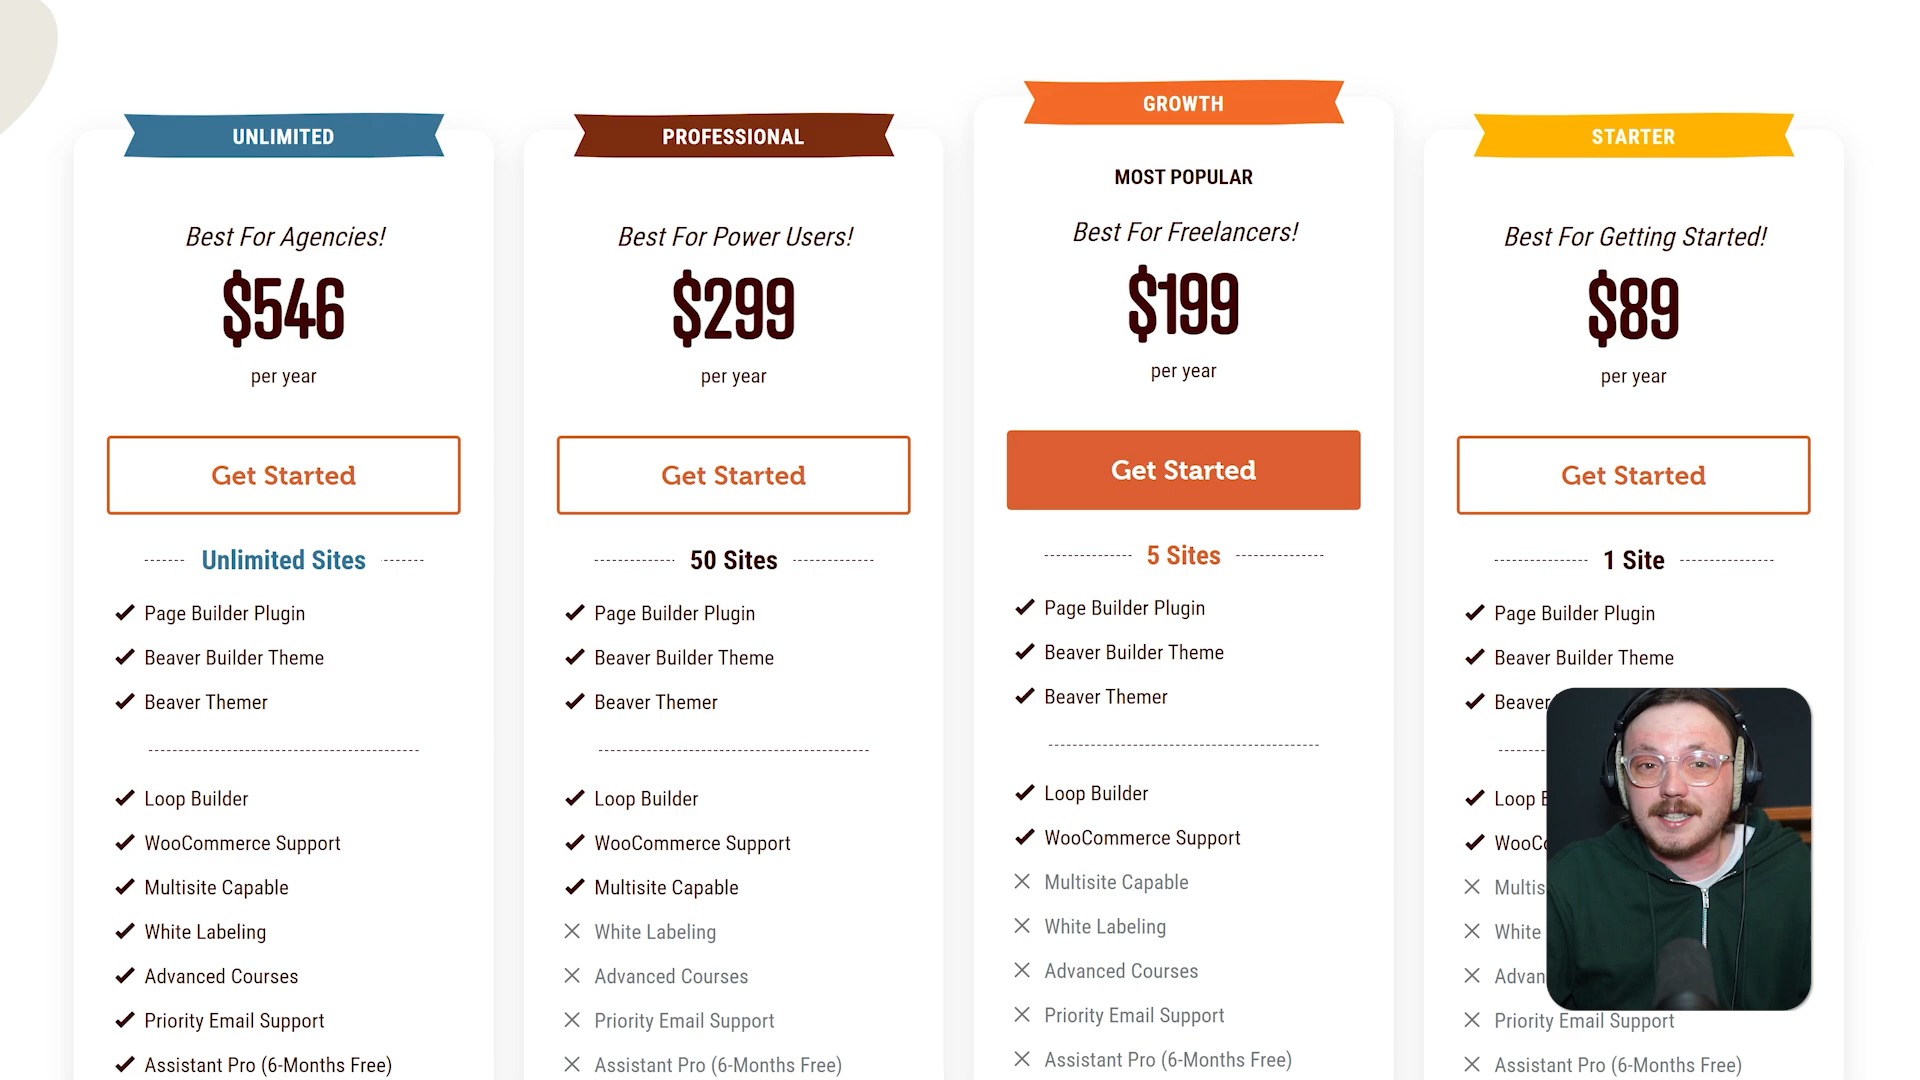 UNLIMITED
Best For Agencies!
$546
per year
Get Started
Unlimited Sites
Page Builder Plugin
Beaver Builder Theme
Beaver Themer
Loop Builder
WooCommerce Support
Multisite Capable
White Labeling
Advanced Courses
Priority Email Support
Assistant Pro (6-Months Free)
PROFESSIONAL
Best For Power Users!
$299
per year
Get Started
50 Sites
Page Builder Plugin
Beaver Builder Theme
Beaver Themer
Loop Builder
WooCommerce Support
Multisite Capable
White Labeling
Advanced Courses
Priority Email Support
Assistant Pro (6-Months Free)
GROWTH
MOST POPULAR
Best For Freelancers!
$199
per year
Get Started
5 Sites
Page Builder Plugin
Beaver Builder Theme
Beaver Themer
Loop Builder
WooCommerce Support
Multisite Capable
White Labeling
Advanced Courses
Priority Email Support
Assistant Pro (6-Months Free)
STARTER
Best For Getting Started!
$89
per year
Get Started
1 Site
Page Builder Plugin
Beaver Builder Theme
Beaver
Loop
White
Priority Email Support
Assistant Pro (6-Months Free)